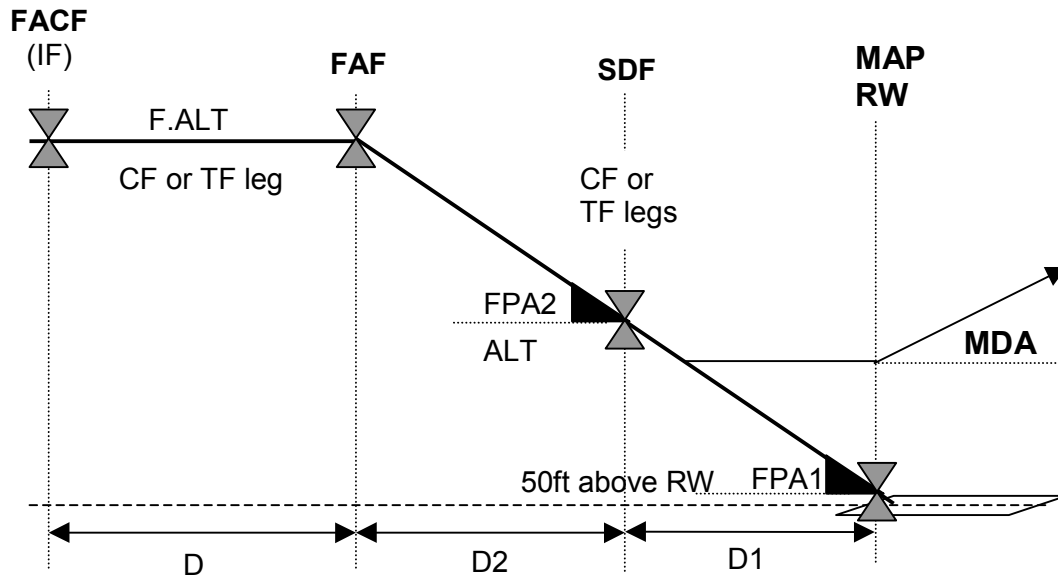 FACF
(IF)
FAF
SDF
MAP
RW
F.ALT
CF or TF leg
CF or
TF legs
FPA2
ALT
MDA
50ft above RW
FPA1
D
D2
D1